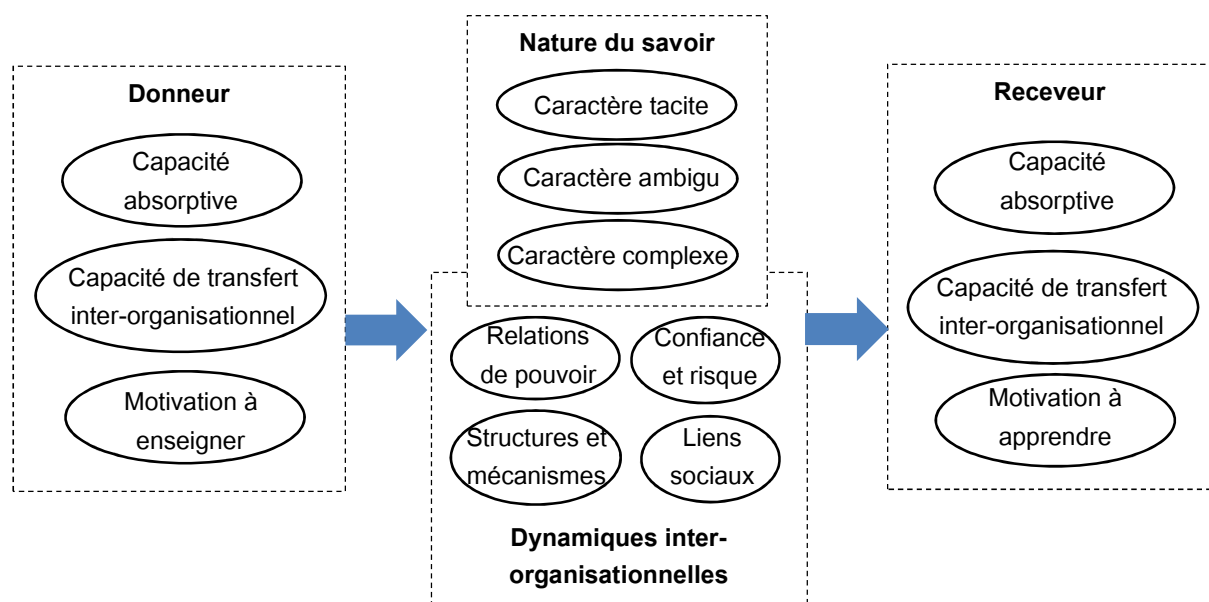 Donneur
Capacité
absorptive
Capacité de transfert
inter-organisationnel
Motivation à
enseigner
Nature du savoir
Caractère tacite
Caractère ambigu
Caractère complexe
Relations
de pouvoir
Confiance
et risque
Structures et
mécanismes
Liens
sociaux
Dynamiques inter-
organisationnelles
Receveur
Capacité
absorptive
Capacité de transfert
inter-organisationnel
Motivation à
apprendre